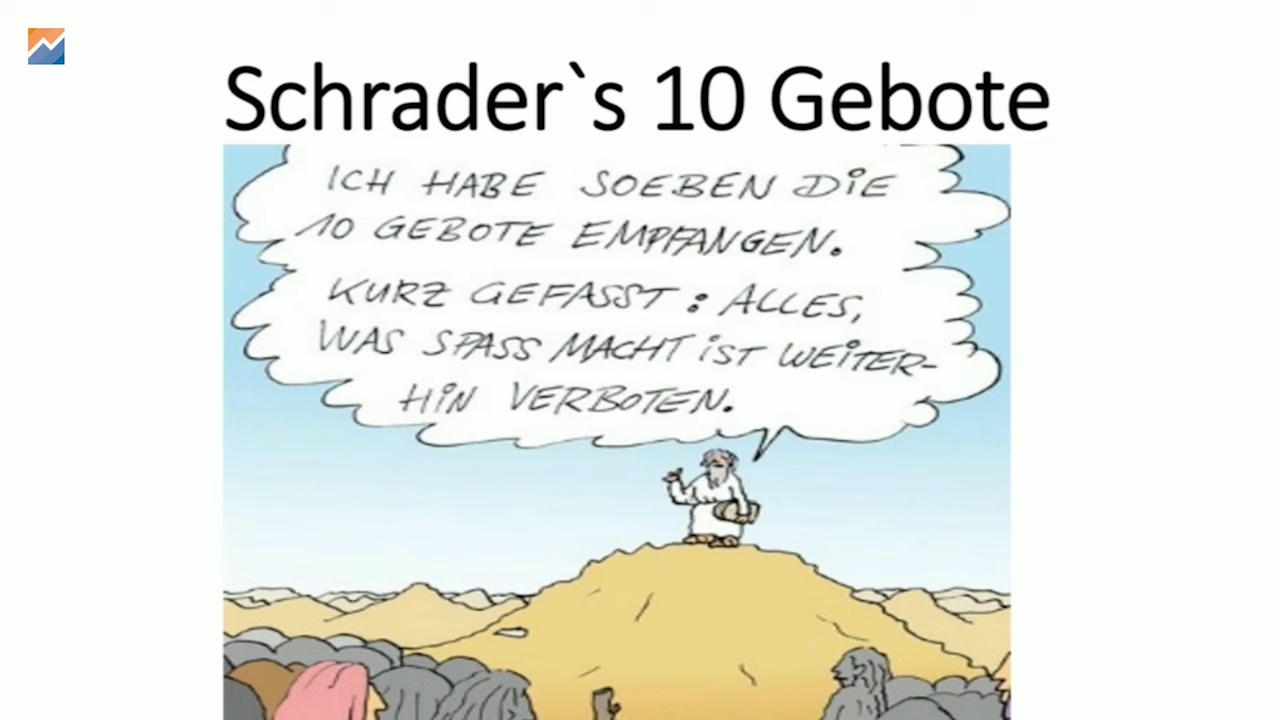 Schrader`s 10 Gebote
ICH HABE SOEBEN DiE
10 GEBOTE EMPFANGEN.
KURZ GEFASST : ALLES,
WAS SPASS MACHT iST WEiTER-
HiN VERBOTEN.